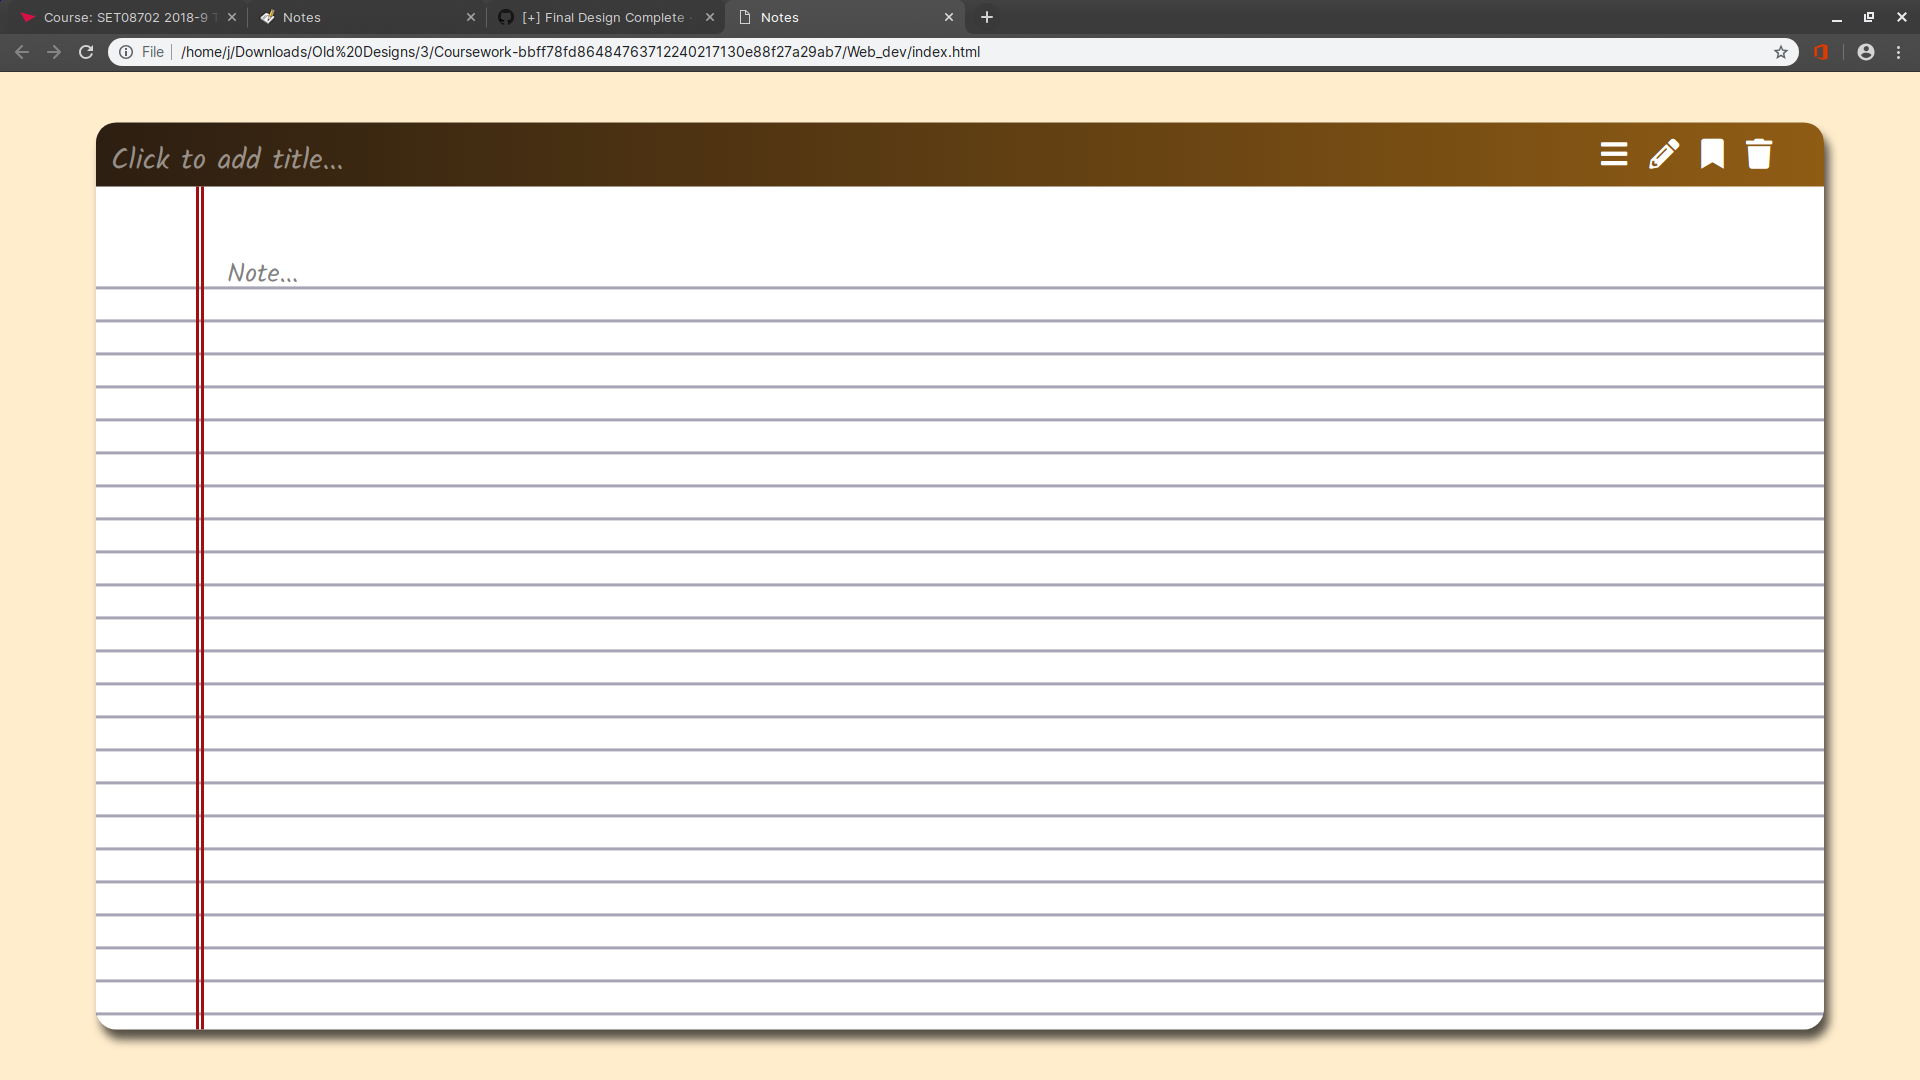 Course: SET08702 2018-9 T
Notes
[+] Final Design Complete ·
Notes
File /home/j/Downloads/Old%20Designs/3/Coursework-bbff78fd86484763712240217130e88f27a29ab7/Web_dev/index.html
Click to add title...
Note...